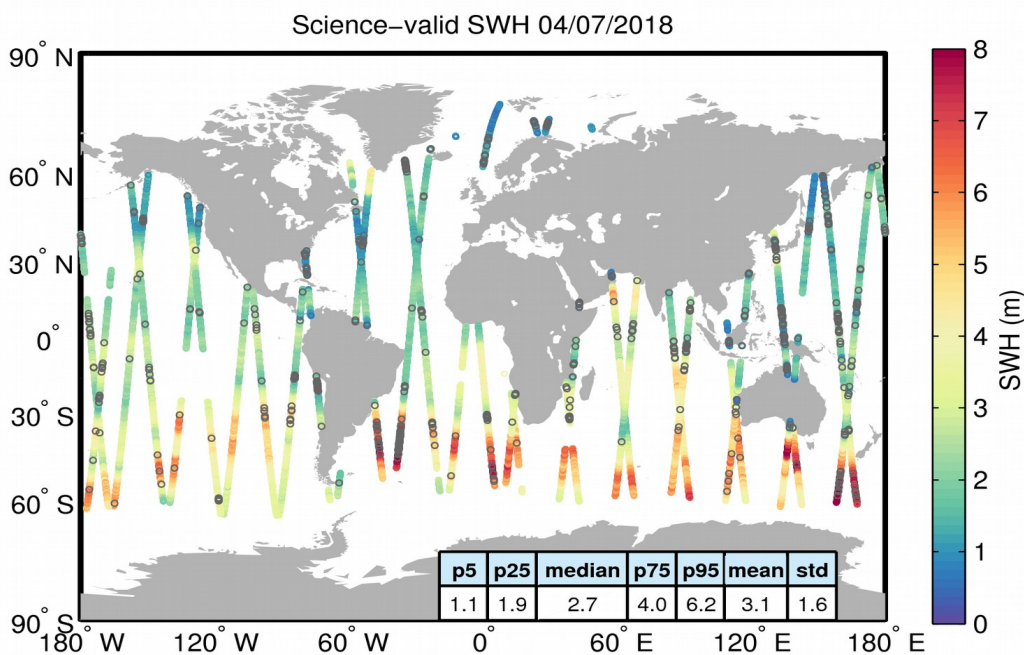 Science−valid SWH 04/07/2018
90° N
60° N
30° N
0°
30° S
60° S
90° S
180° W
120° W
60° W
0°
60° E
120° E
180° E
p5 p25 median p75 p95 mean std
1.1 1.9 2.7 4.0 6.2 3.1 1.6
8
7
6
5
4
3
2
1
0
SWH (m)